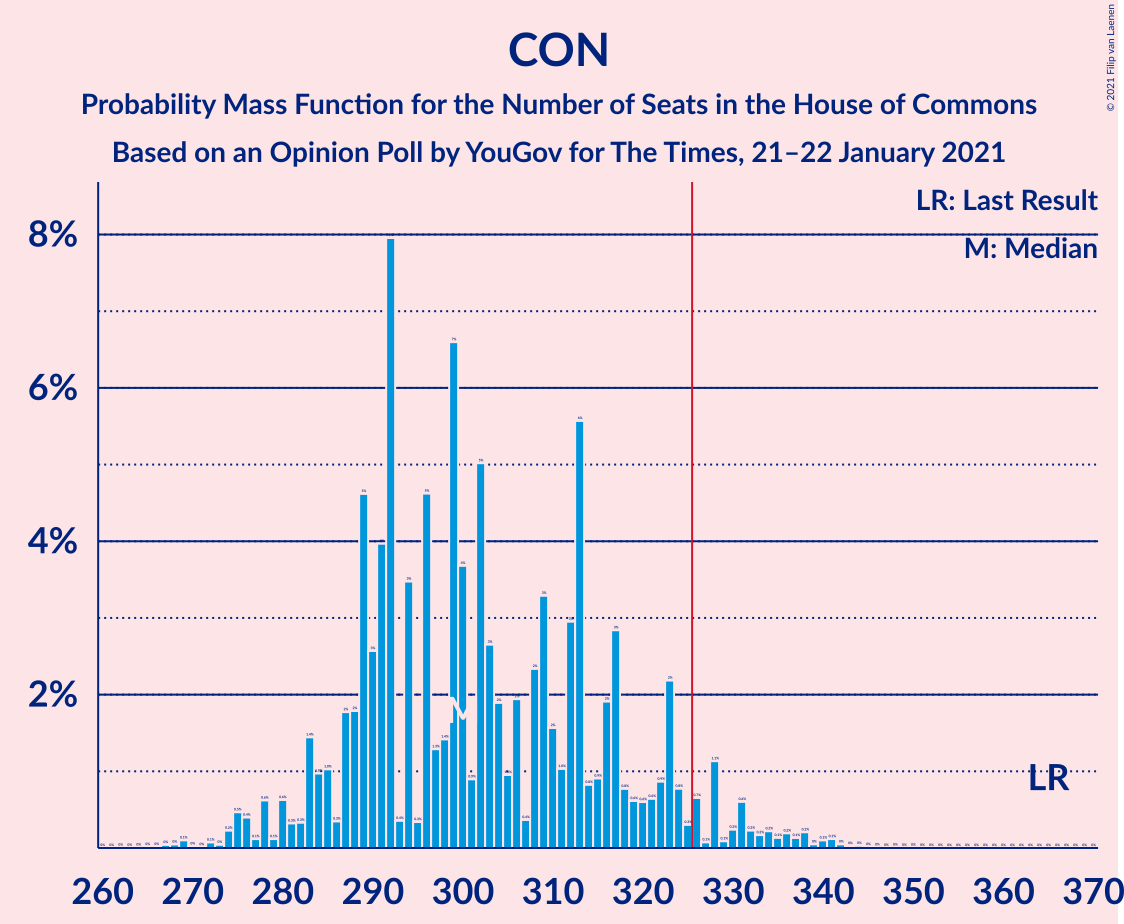 CON
Probability Mass Function for the Number of Seats in the House of Commons
Based on an Opinion Poll by YouGov for The Times, 21–22 January 2021
© 2021 Filip van Laenen
LR: Last Result
M: Median
8%
6%
4%
2%
M
LR
260 270 280 290 300 310 320 330 340 350 360 370